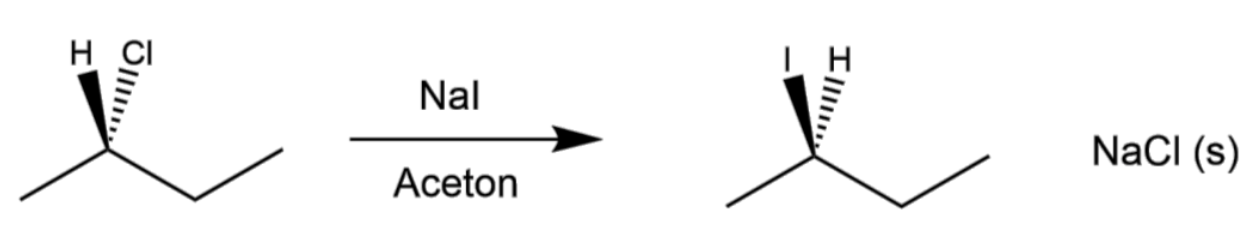 H Cl
NaI
Aceton
I H
NaCl (s)